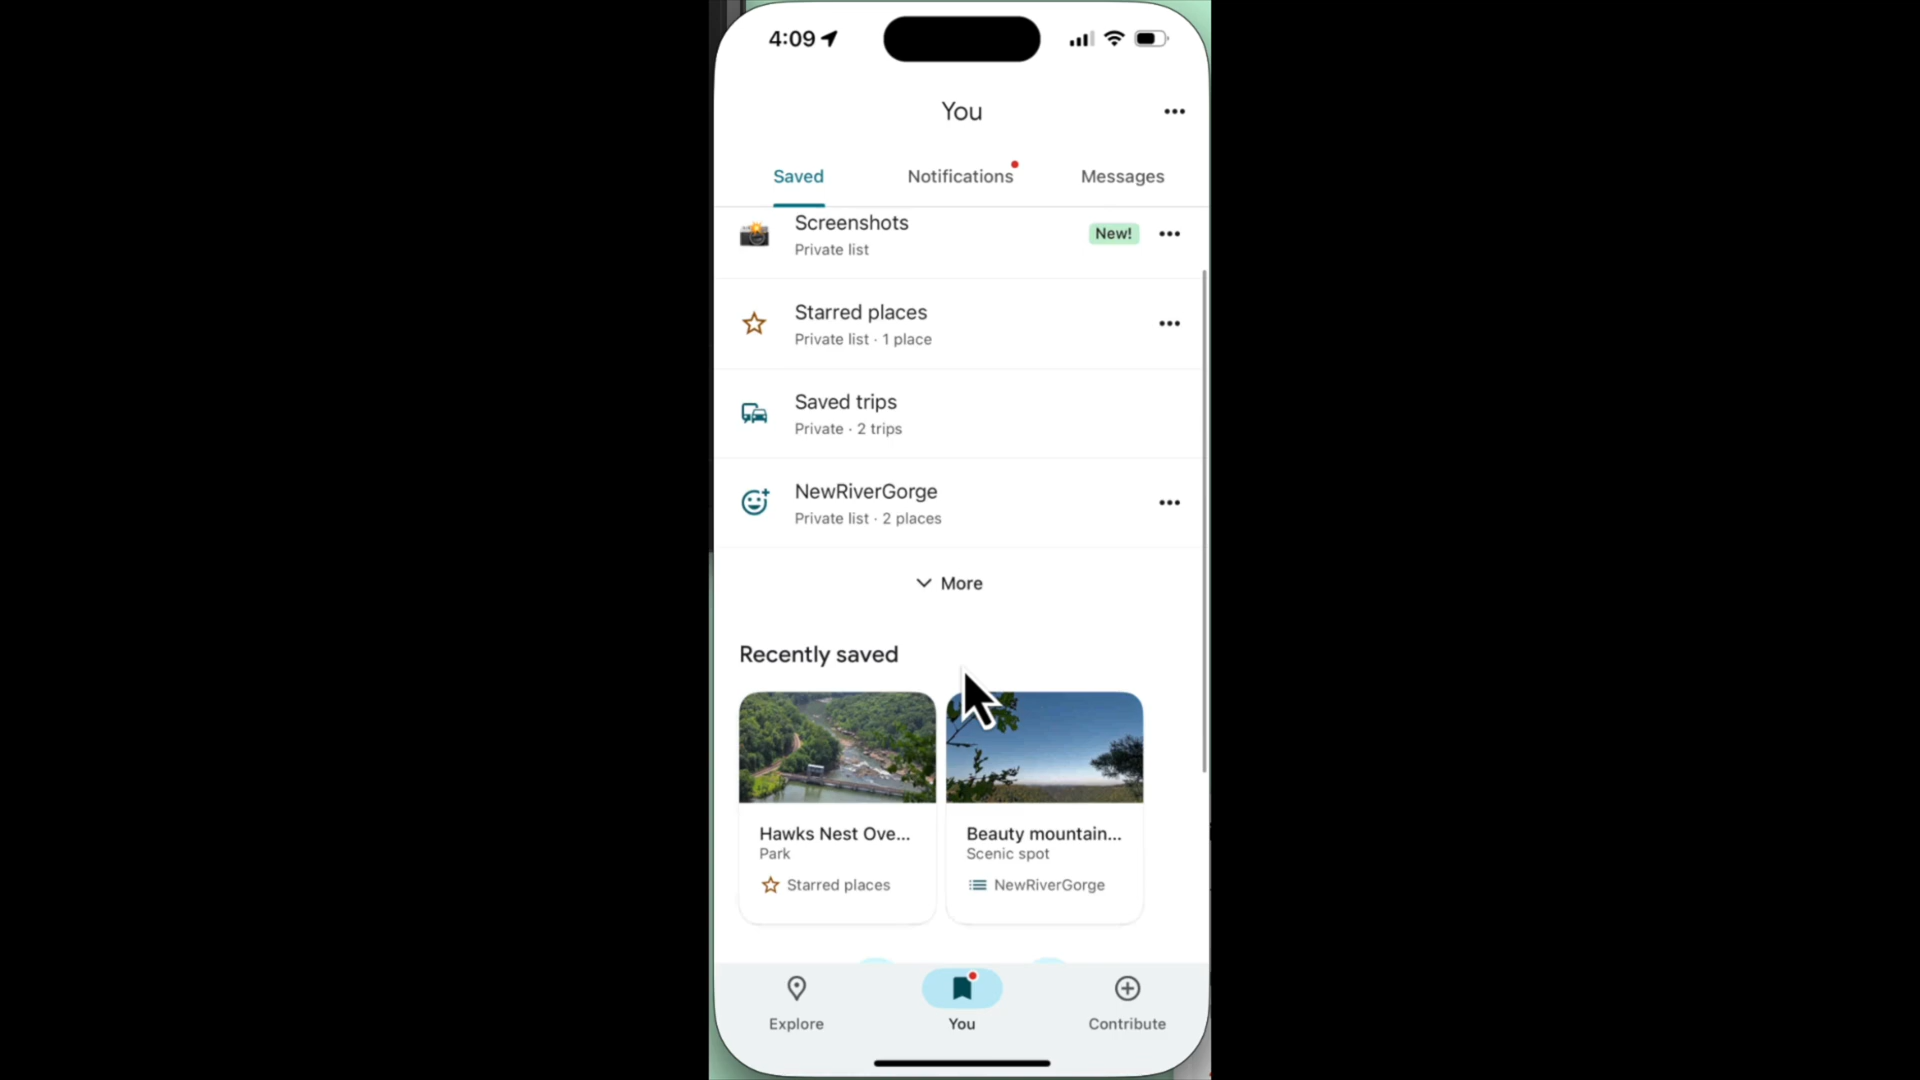 4:09
You
Saved Notifications Messages
Screenshots
Private list
New!
Starred places
Private list · 1 place
Saved trips
Private · 2 trips
NewRiverGorge
Private list · 2 places
More
Recently saved
Hawks Nest Ove...
Park
Starred places
Beauty mountain...
Scenic spot
NewRiverGorge
Explore You Contribute